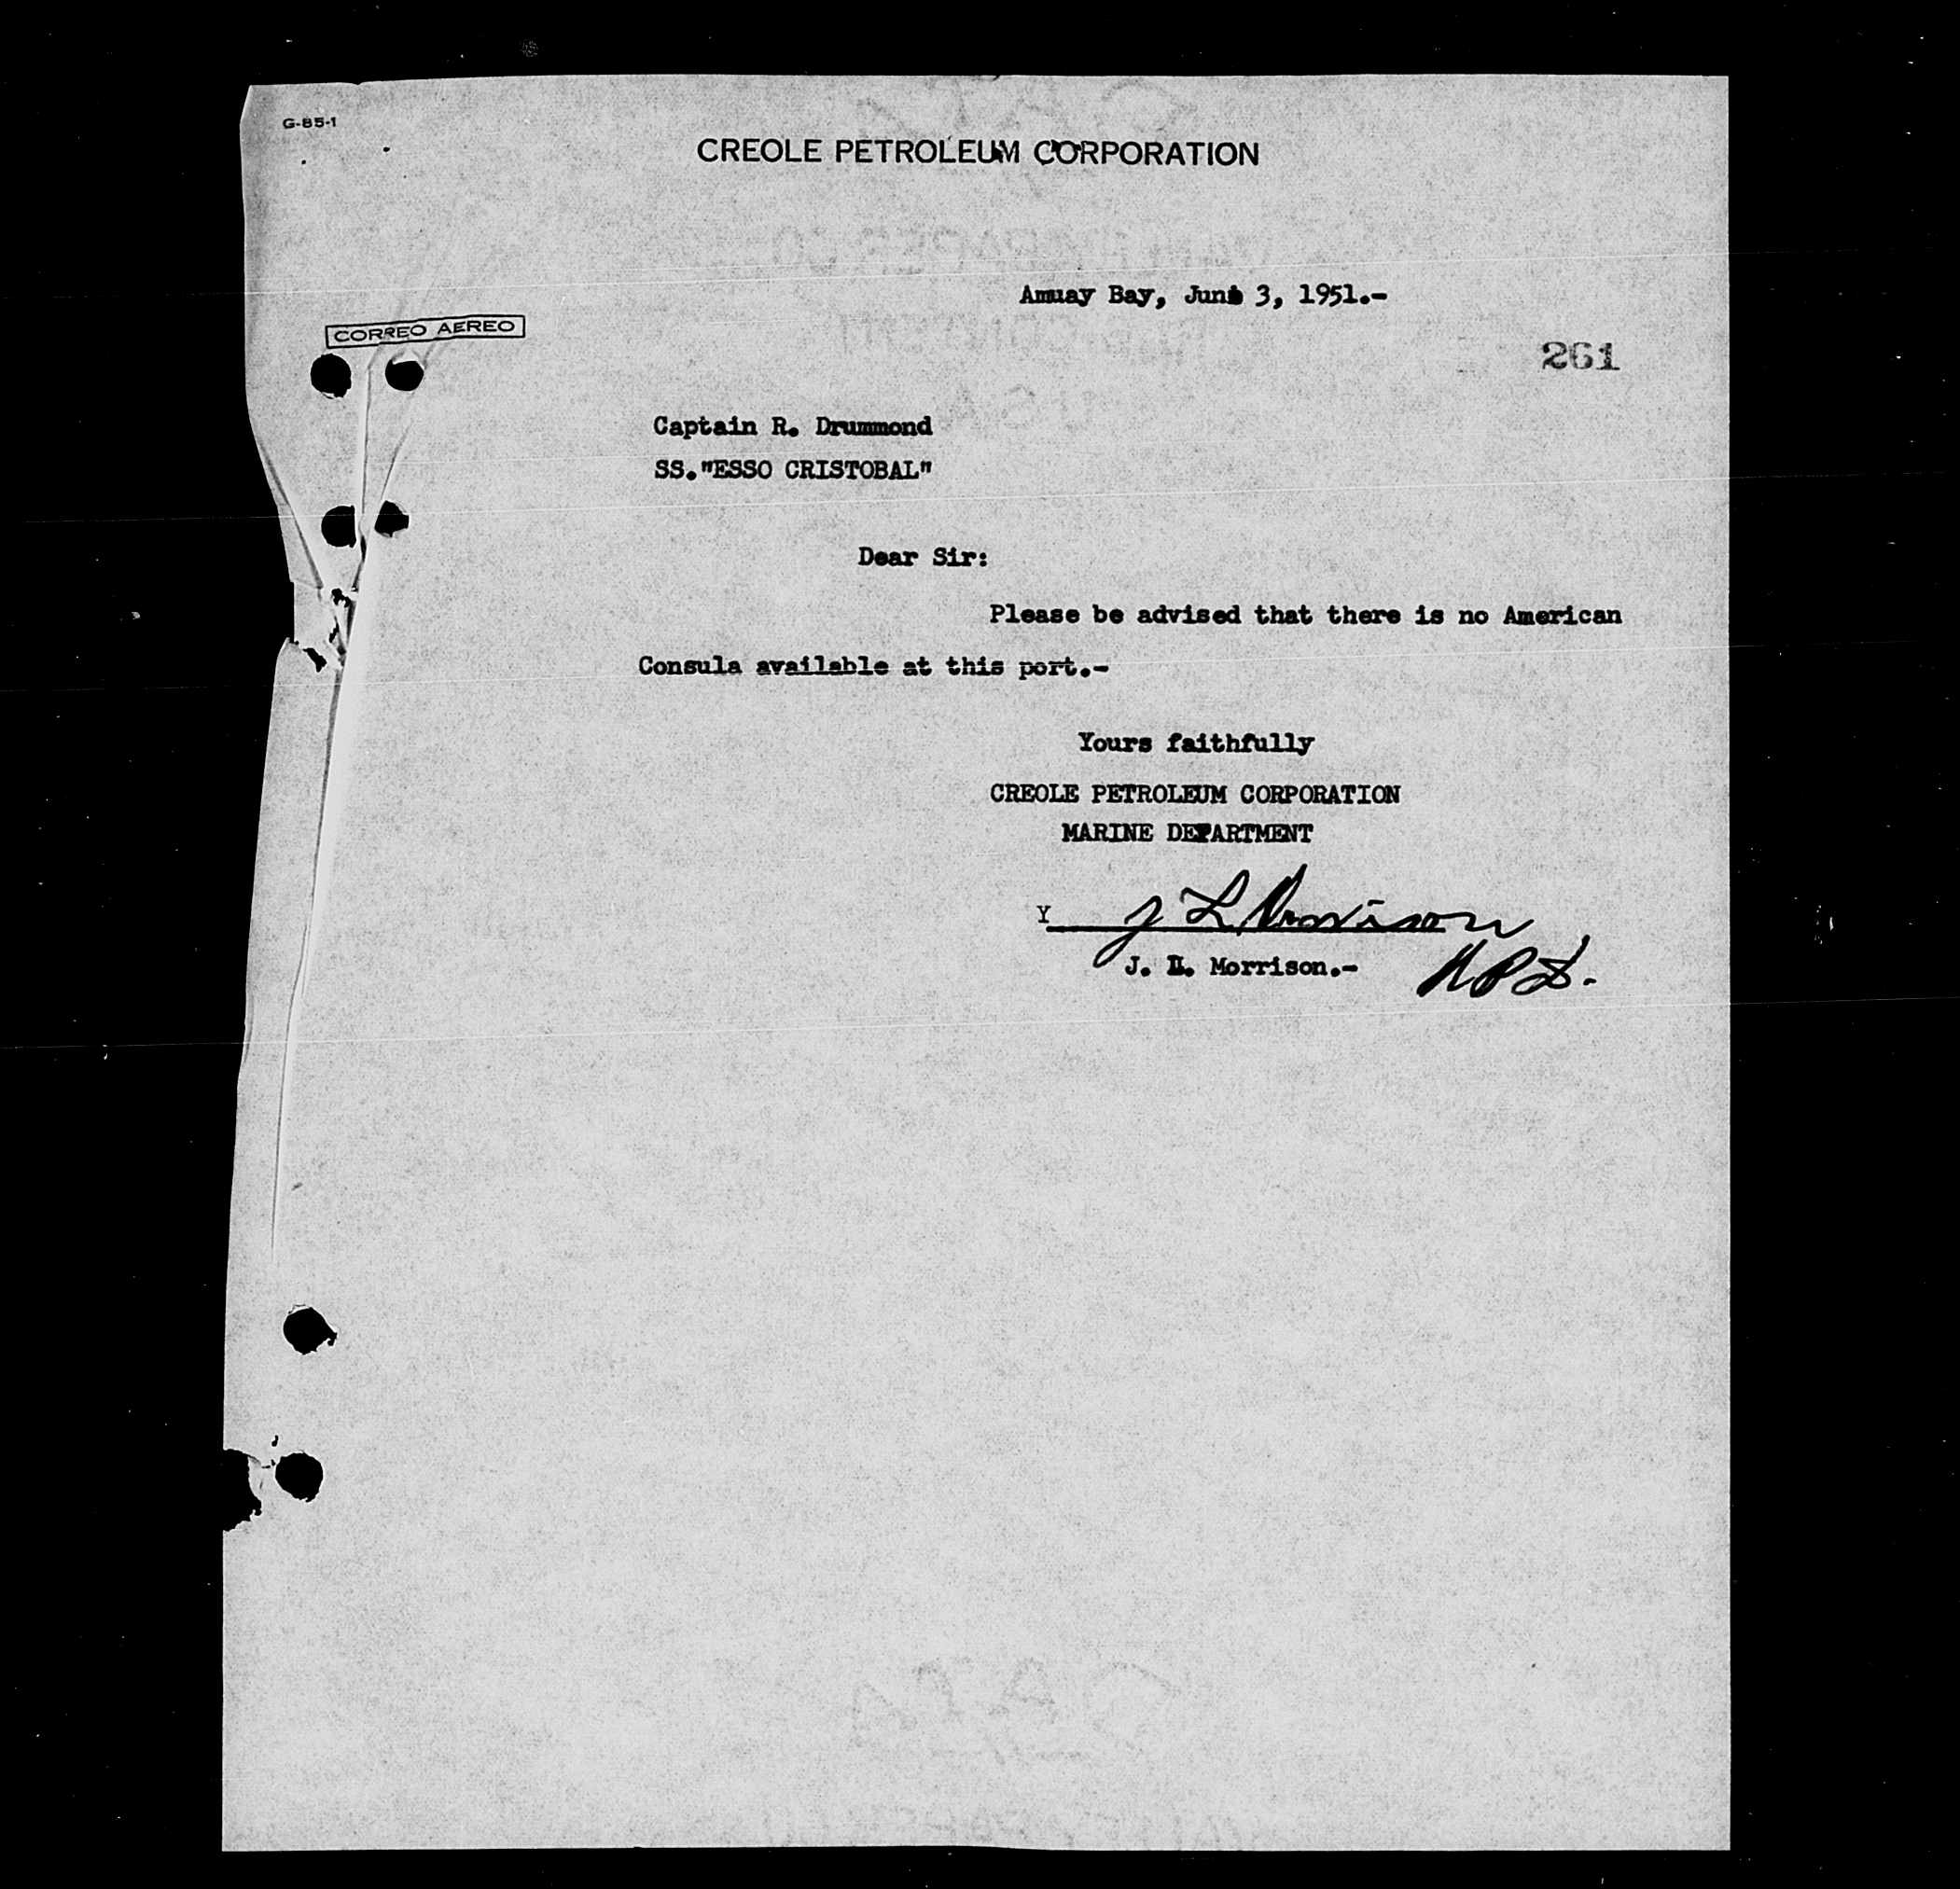 G-85-1
CREOLE PETROLEUM CORPORATION
Amuay Bay, June 3, 1951.-
CORREO AEREO
261
Captain R. Drummond
SS."ESSO CRISTOBAL"
Dear Sir:
Please be advised that there is no American
Consula available at this port.-
Yours faithfully
CREOLE PETROLEUM CORPORATION
MARINE DEPARTMENT
Y J L Morrison
J. L. Morrison.-